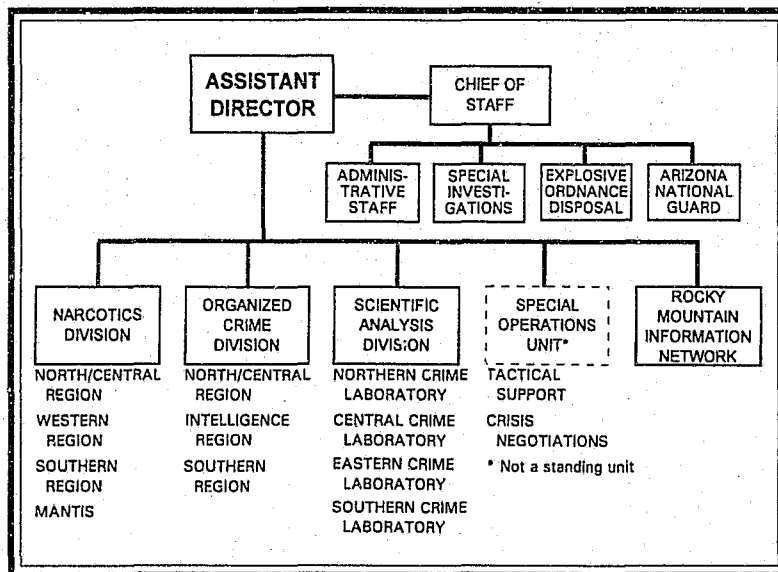 ASSISTANT
DIRECTOR
CHIEF OF
STAFF
ADMINIS-
TRATIVE
STAFF
SPECIAL
INVESTI-
GATIONS
EXPLOSIVE
ORDNANCE
DISPOSAL
ARIZONA
NATIONAL
GUARD
NARCOTICS
DIVISION
NORTH/CENTRAL
REGION
WESTERN
REGION
SOUTHERN
REGION
MANTIS
ORGANIZED
CRIME
DIVISION
NORTH/CENTRAL
REGION
INTELLIGENCE
REGION
SOUTHERN
REGION
SCIENTIFIC
ANALYSIS
DIVISION
NORTHERN CRIME
LABORATORY
CENTRAL CRIME
LABORATORY
EASTERN CRIME
LABORATORY
SOUTHERN CRIME
LABORATORY
SPECIAL
OPERATIONS
UNIT*
TACTICAL
SUPPORT
CRISIS
NEGOTIATIONS
* Not a standing unit
ROCKY
MOUNTAIN
INFORMATION
NETWORK